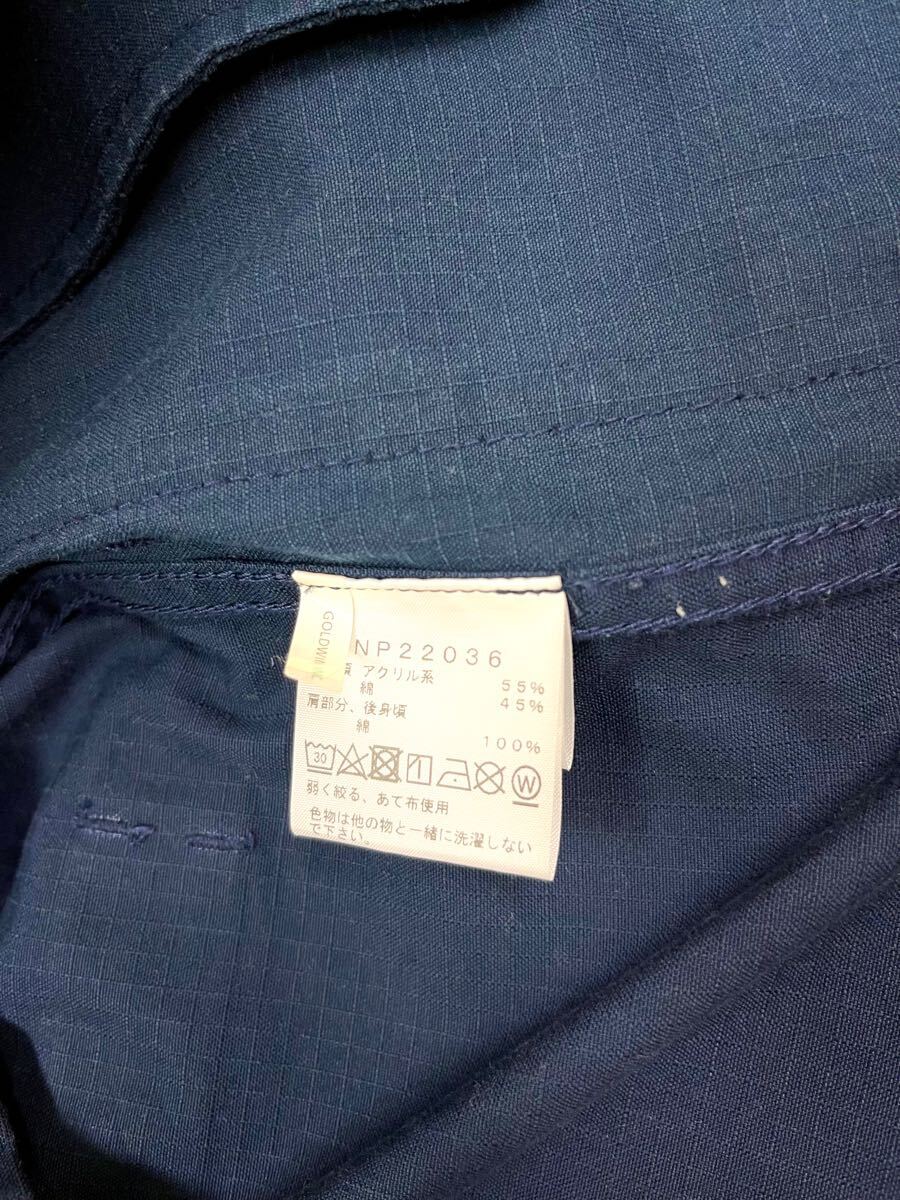 GOLDWIN
NP22036
質 アクリル系 55%
綿 45%
肩部分、後身頃
綿 100%
30
W
弱く絞る、あて布使用
色物は他の物と一緒に洗濯しない
で下さい。